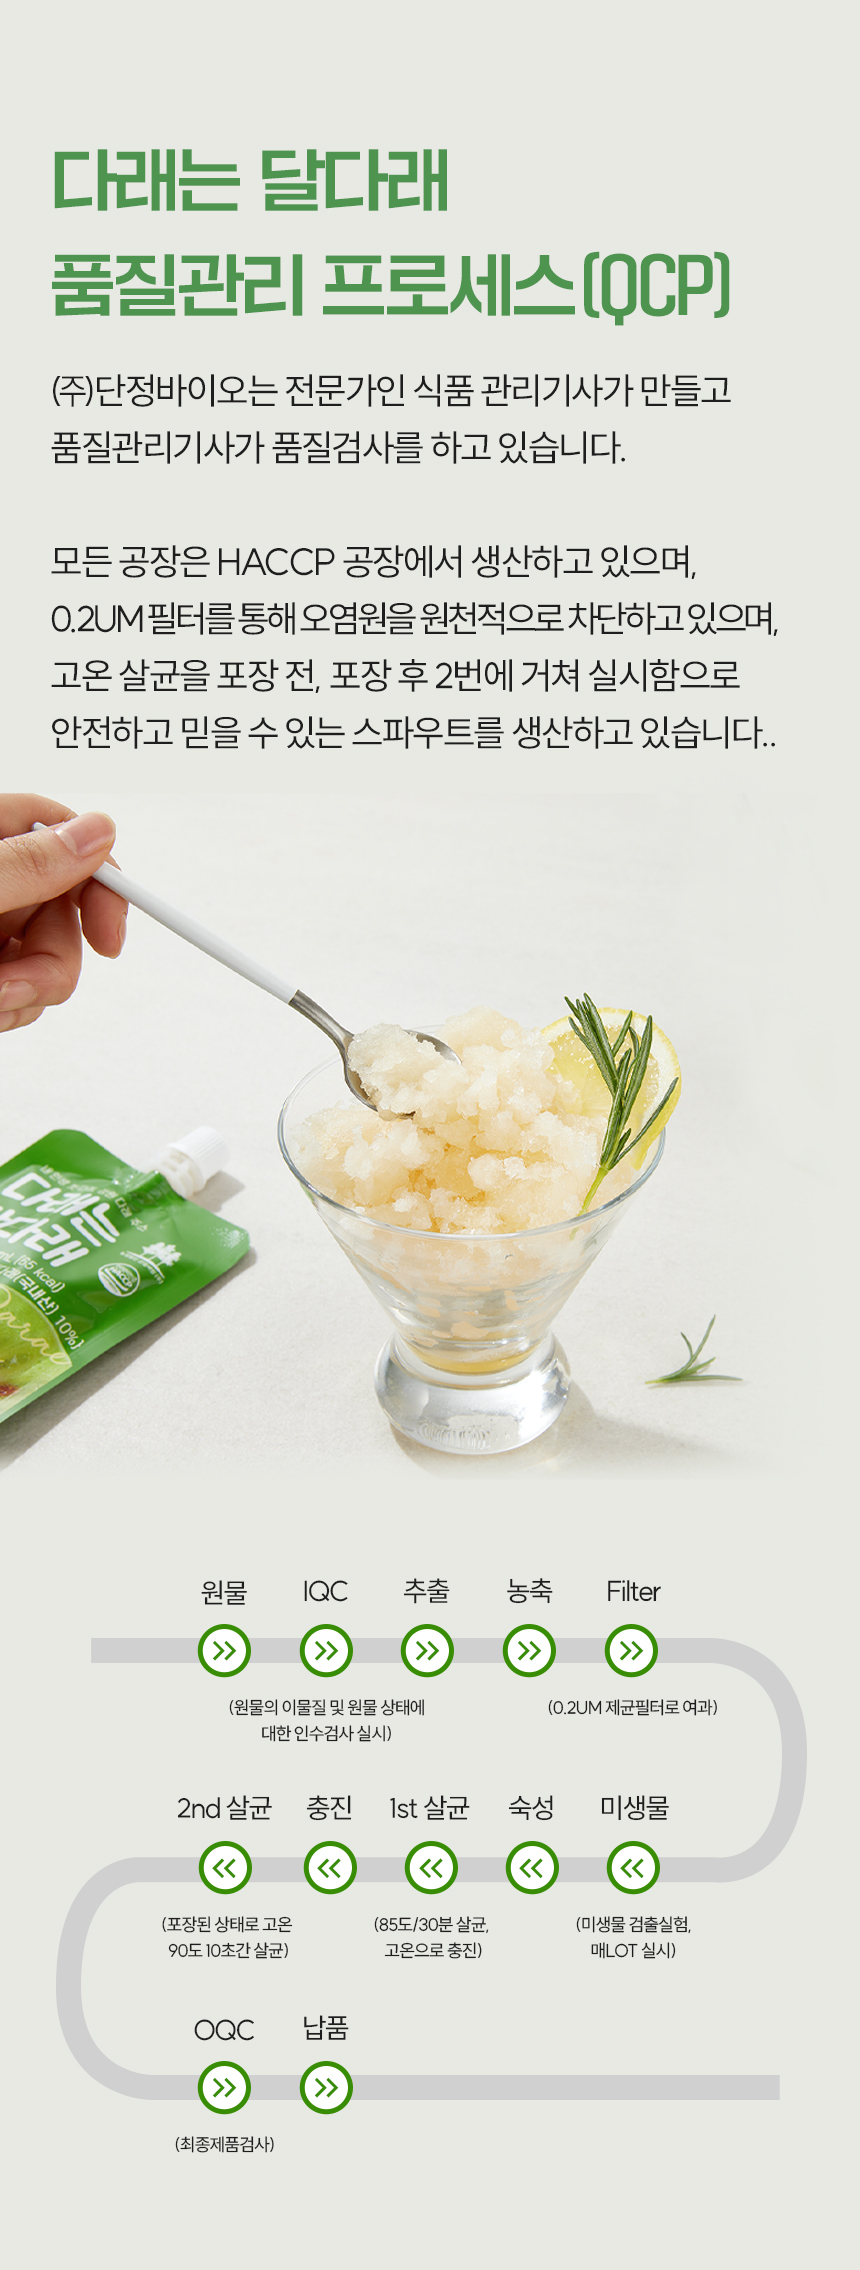 다래는 달다래
품질관리 프로세스(QCP)
(주)단정바이오는 전문가인 식품 관리기사가 만들고
품질관리기사가 품질검사를 하고 있습니다.
모든 공장은 HACCP 공장에서 생산하고 있으며,
0.2UM 필터를 통해 오염원을 원천적으로 차단하고 있으며,
고온 살균을 포장 전, 포장 후 2번에 거쳐 실시함으로
안전하고 믿을 수 있는 스파우트를 생산하고 있습니다..
다래는
다래
(65 kcal)
(국내산) 10%}
HACCP
Darae
원물 IQC 추출 농축 Filter
(원물의 이물질 및 원물 상태에
대한 인수검사 실시)
(0.2UM 제균필터로 여과)
2nd 살균 충진 1st 살균 숙성 미생물
(포장된 상태로 고온
90도 10초간 살균)
(85도/30분 살균,
고온으로 충진)
(미생물 검출실험,
매LOT 실시)
OQC 납품
(최종제품검사)